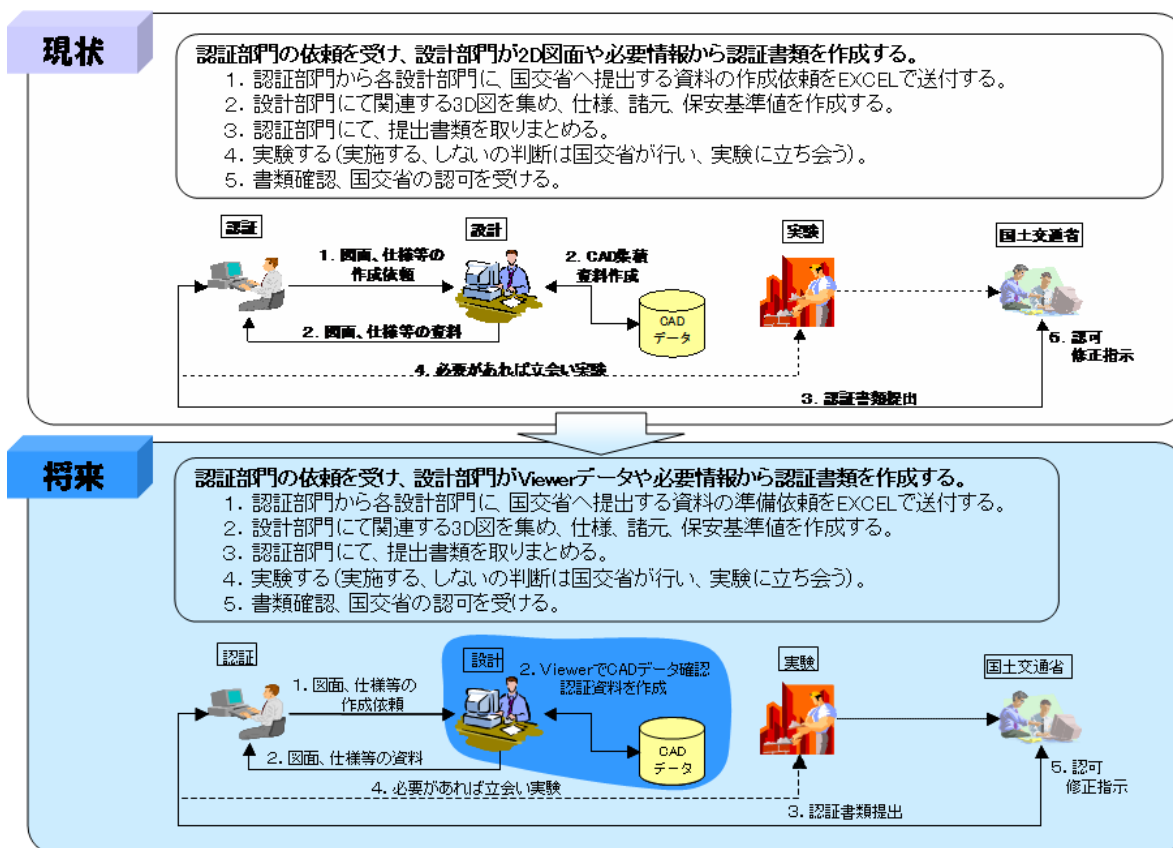 現状
認証部門の依頼を受け、設計部門が2D図面や必要情報から認証書類を作成する。
1. 認証部門から各設計部門に、国交省へ提出する資料の作成依頼をEXCELで送付する。
2. 設計部門にて関連する3D図を集め、仕様、諸元、保安基準値を作成する。
3. 認証部門にて、提出書類を取りまとめる。
4. 実験する(実施する、しないの判断は国交省が行い、実験に立ち会う)。
5. 書類確認、国交省の認可を受ける。
認証
設計
実験
国土交通省
1. 図面、仕様等の
作成依頼
2. CAD集積
資料作成
CAD
データ
2. 図面、仕様等の資料
5. 認可
修正指示
4. 必要があれば立会い実験
3. 認証書類提出
将来
認証部門の依頼を受け、設計部門がViewerデータや必要情報から認証書類を作成する。
1. 認証部門から各設計部門に、国交省へ提出する資料の準備依頼をEXCELで送付する。
2. 設計部門にて関連する3D図を集め、仕様、諸元、保安基準値を作成する。
3. 認証部門にて、提出書類を取りまとめる。
4. 実験する(実施する、しないの判断は国交省が行い、実験に立ち会う)。
5. 書類確認、国交省の認可を受ける。
認証
設計
実験
国土交通省
1. 図面、仕様等の
作成依頼
2. ViewerでCADデータ確認
認証資料を作成
CAD
データ
2. 図面、仕様等の資料
5. 認可
修正指示
4. 必要があれば立会い実験
3. 認証書類提出